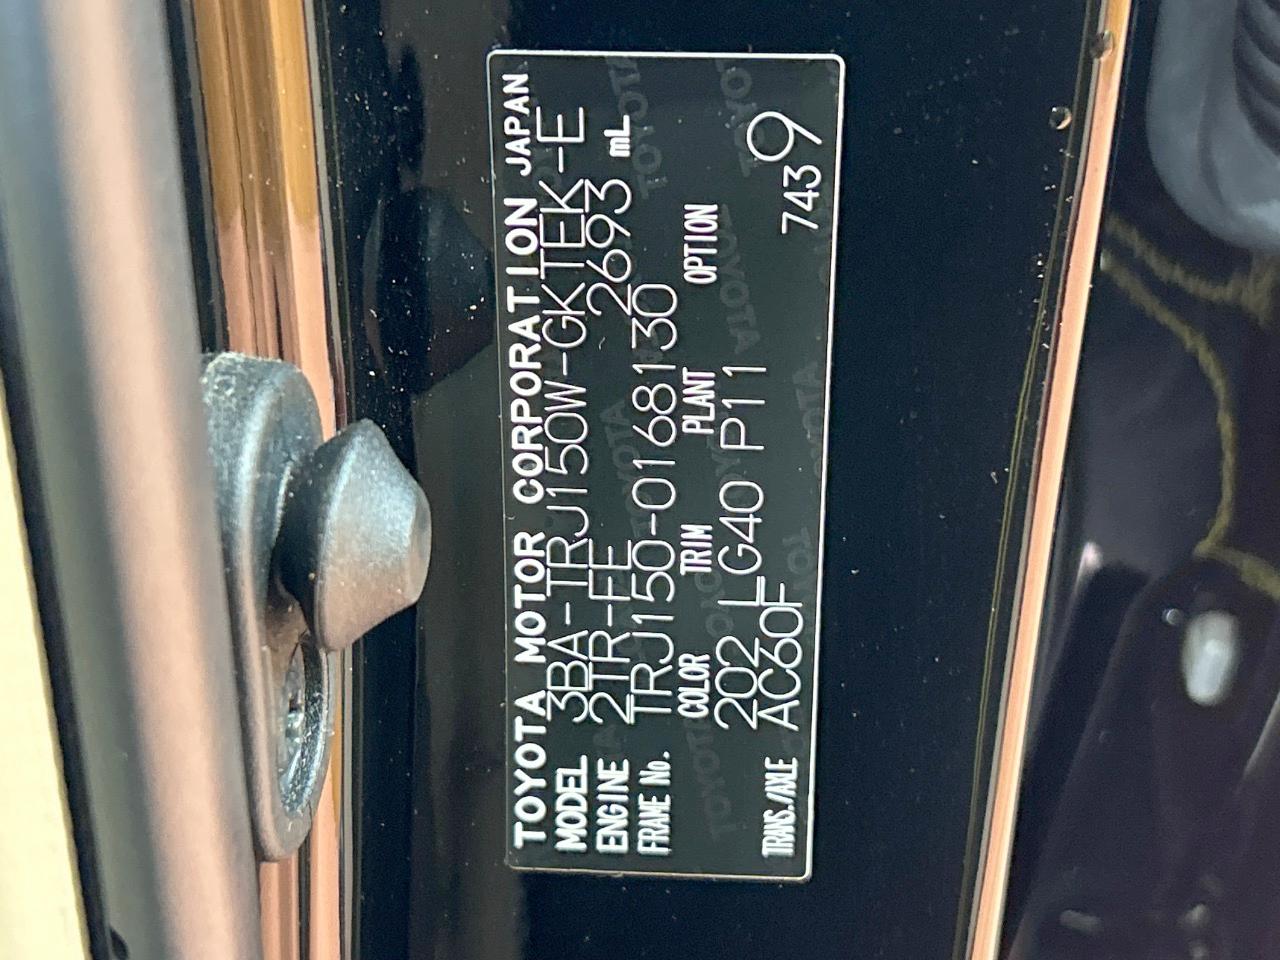 TOYOTA MOTOR CORPORATION JAPAN
MODEL 3BA-TRJ150W-GKTEK-E
ENGINE 2TR-FE 2693 mL
FRAME No. TRJ150-0168130
COLOR TRIM PLANT OPTION
202 LG40 P11
TRANS./AXLE AC60F 7439